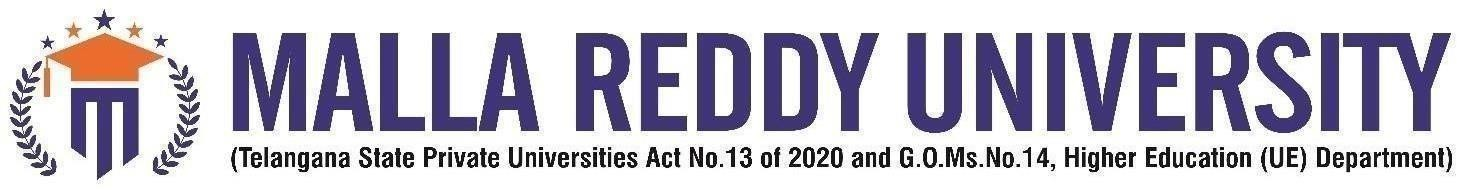 MALLA REDDY UNIVERSITY
(Telangana State Private Universities Act No.13 of 2020 and G.O.Ms.No.14, Higher Education (UE) Department)